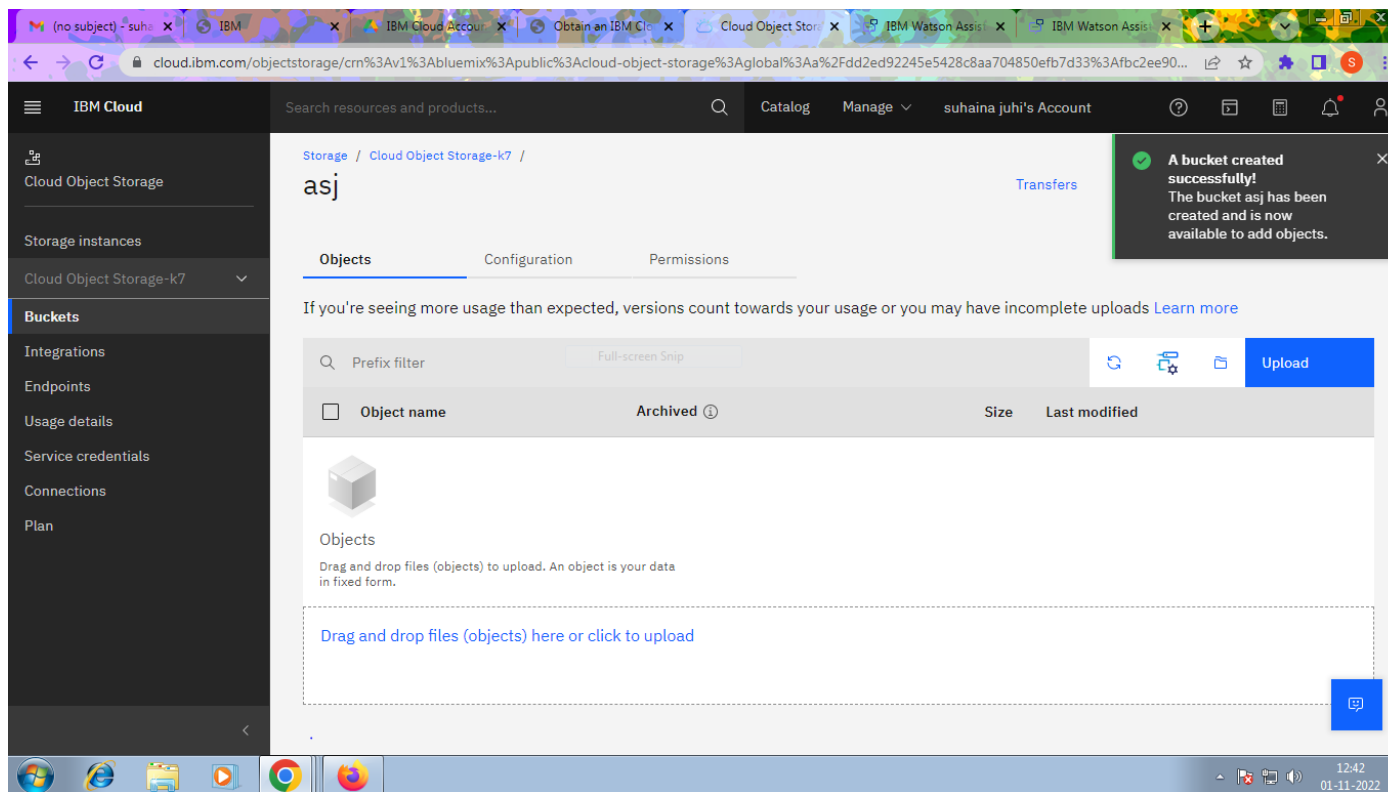 (no subject) - suha
IBM
IBM Cloud Accour
Obtain an IBM Clo
Cloud Object Stora
IBM Watson Assist
IBM Watson Assist
cloud.ibm.com/objectstorage/crn%3Av1%3Abluemix%3Apublic%3Acloud-object-storage%3Aglobal%3Aa%2Fdd2ed92245e5428c8aa704850efb7d33%3Afbc2ee90...
S
IBM Cloud
Search resources and products...
Catalog
Manage
suhaina juhi's Account
Cloud Object Storage
Storage instances
Cloud Object Storage-k7
Buckets
Integrations
Endpoints
Usage details
Service credentials
Connections
Plan
Storage / Cloud Object Storage-k7 /
asj
Transfers
A bucket created
successfully!
The bucket asj has been
created and is now
available to add objects.
Objects
Configuration
Permissions
If you're seeing more usage than expected, versions count towards your usage or you may have incomplete uploads Learn more
Prefix filter
Full-screen Snip
Upload
Object name
Archived
Size
Last modified
Objects
Drag and drop files (objects) to upload. An object is your data
in fixed form.
Drag and drop files (objects) here or click to upload
12:42
01-11-2022